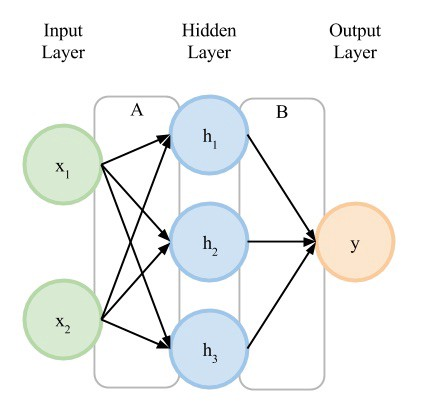 Input
Layer
Hidden
Layer
Output
Layer
A
B
x1
x2
h1
h2
h3
y